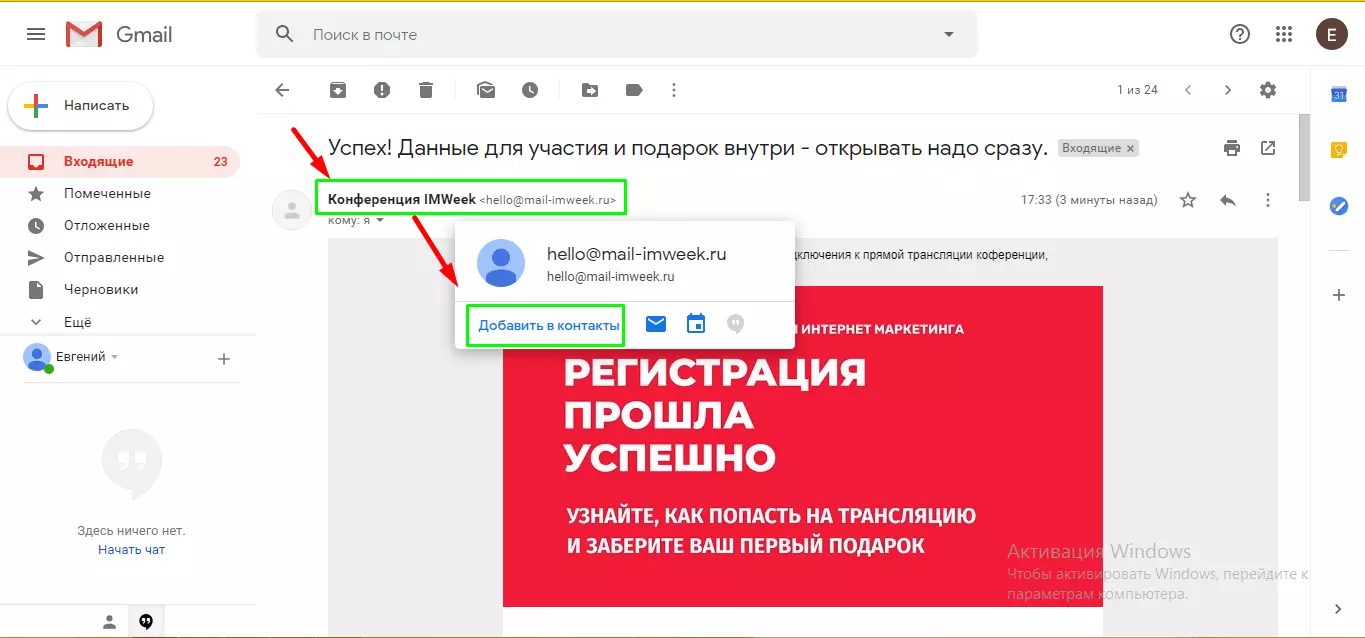 Gmail
Поиск в почте
E
Написать
1 из 24
31
Успех! Данные для участия и подарок внутри - открывать надо сразу.
Входящие ×
Входящие 23
Помеченные
Отложенные
Отправленные
Черновики
Ещё
Конференция IMWeek <hello@mail-imweek.ru>
17:33 (3 минуты назад)
кому: я
hello@mail-imweek.ru
hello@mail-imweek.ru
Добавить в контакты
дключения к прямой трансляции коференции,
И ИНТЕРНЕТ МАРКЕТИНГА
РЕГИСТРАЦИЯ
ПРОШЛА
УСПЕШНО
УЗНАЙТЕ, КАК ПОПАСТЬ НА ТРАНСЛЯЦИЮ
И ЗАБЕРИТЕ ВАШ ПЕРВЫЙ ПОДАРОК
Евгений
Здесь ничего нет.
Начать чат
Активация Windows
Чтобы активировать Windows, перейдите к
параметрам компьютера.